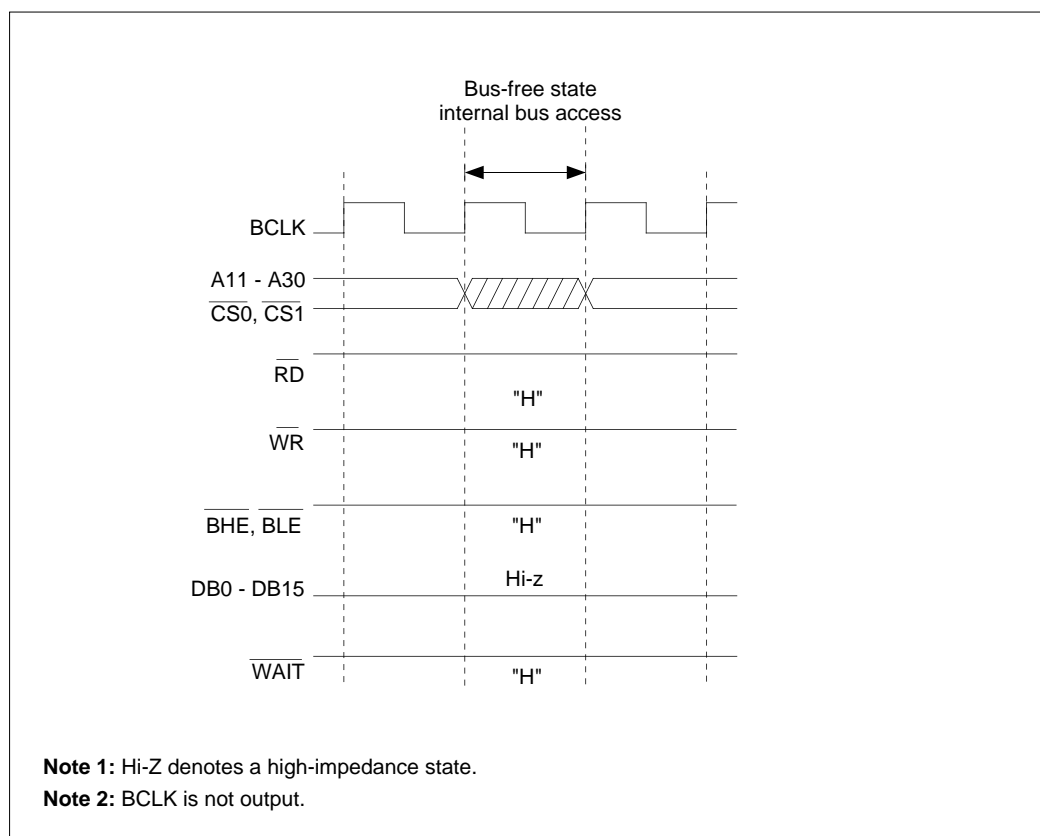 Bus-free state
internal bus access
BCLK
A11 - A30
CS0, CS1
RD
"H"
WR
"H"
BHE, BLE
"H"
Hi-z
DB0 - DB15
WAIT
"H"
Note 1: Hi-Z denotes a high-impedance state.
Note 2: BCLK is not output.